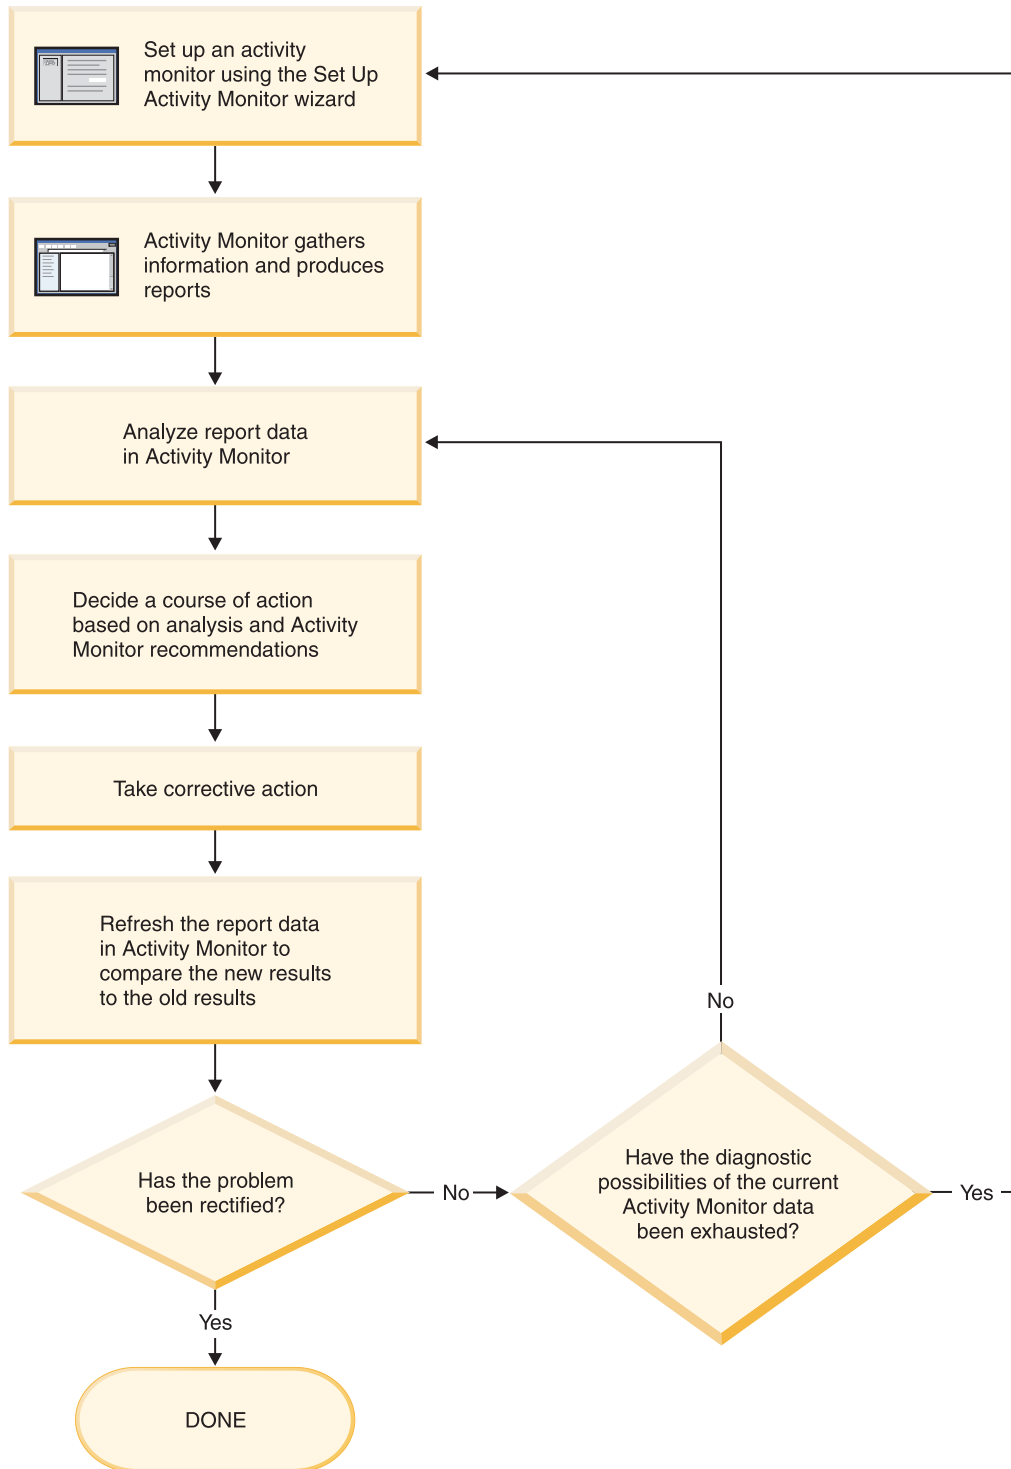 Set up an activity
monitor using the Set Up
Activity Monitor wizard
Activity Monitor gathers
information and produces
reports
Analyze report data
in Activity Monitor
Decide a course of action
based on analysis and Activity
Monitor recommendations
Take corrective action
Refresh the report data
in Activity Monitor to
compare the new results
to the old results
No
Has the problem
been rectified?
No
Have the diagnostic
possibilities of the current
Activity Monitor data
been exhausted?
Yes
Yes
DONE